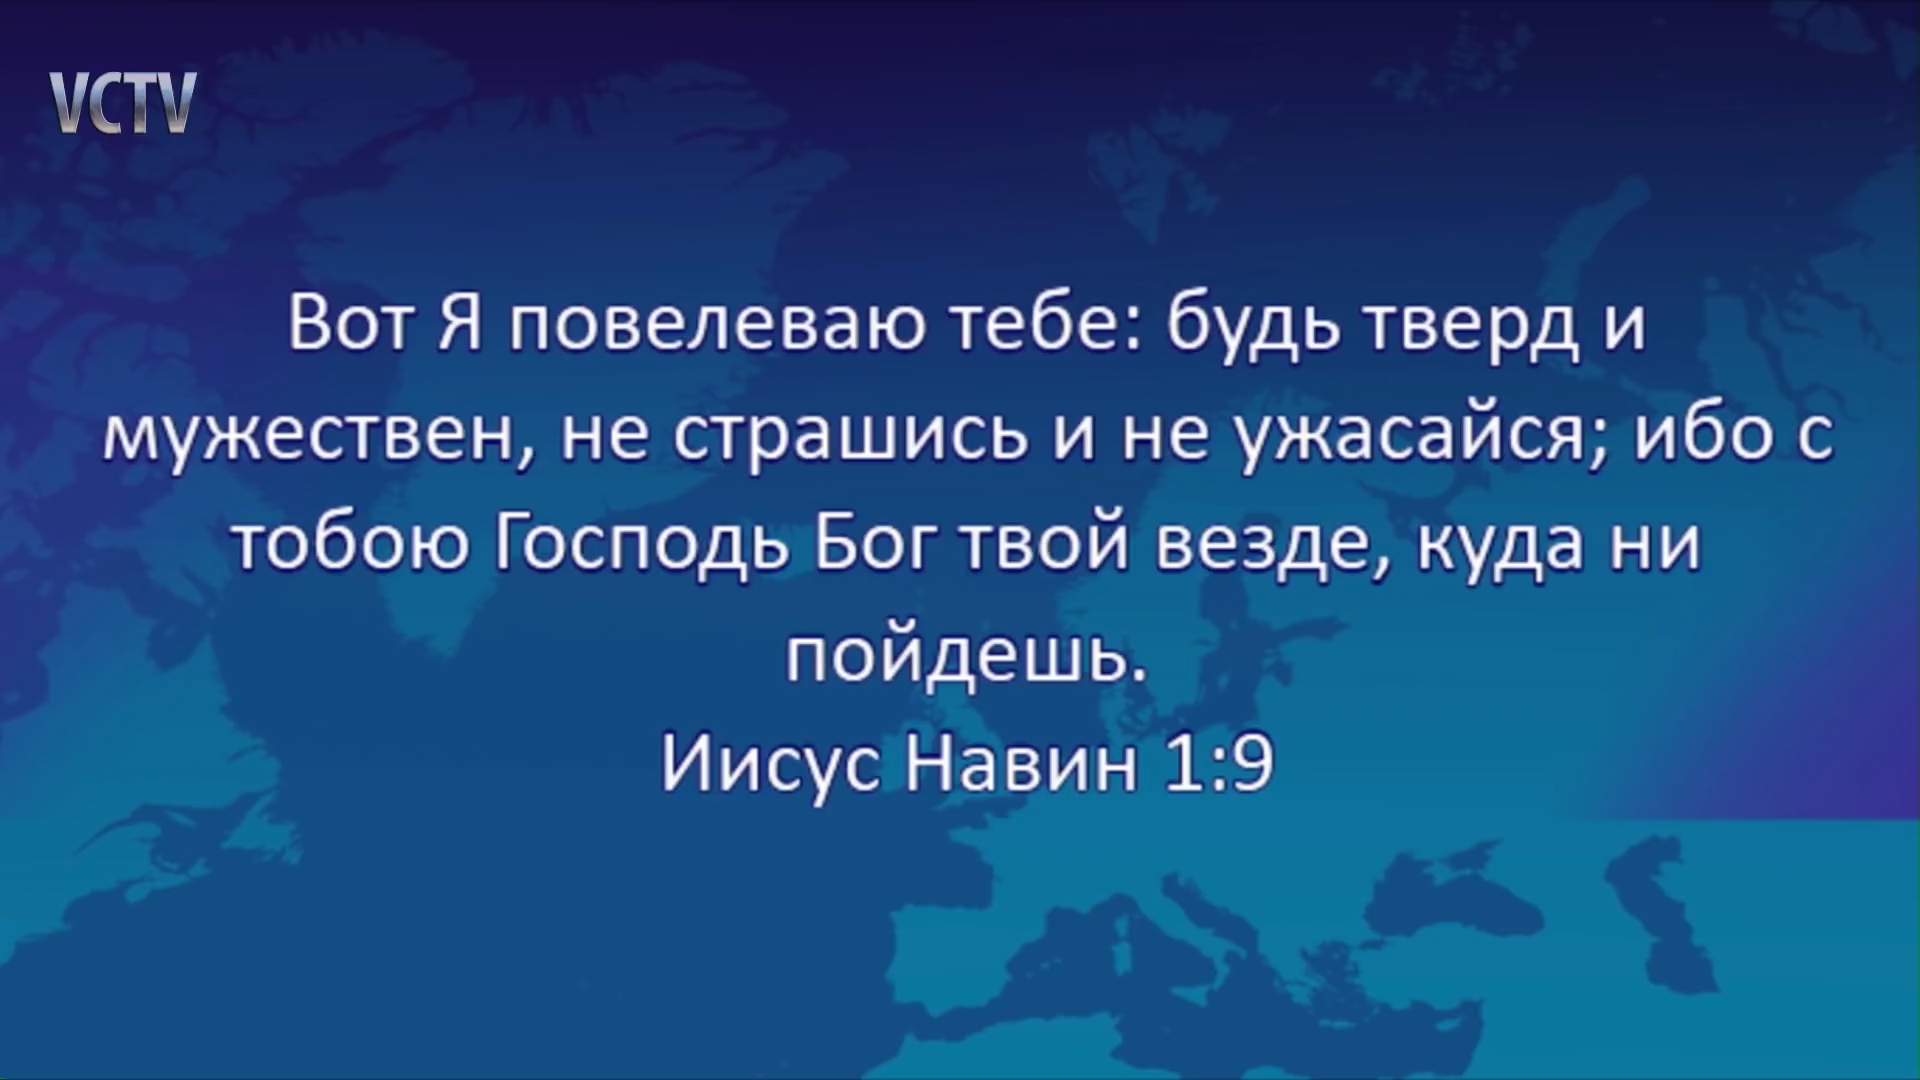 VCTV
Вот Я повелеваю тебе: будь тверд и
мужествен, не страшись и не ужасайся; ибо с
тобою Господь Бог твой везде, куда ни
пойдешь.
Иисус Навин 1:9